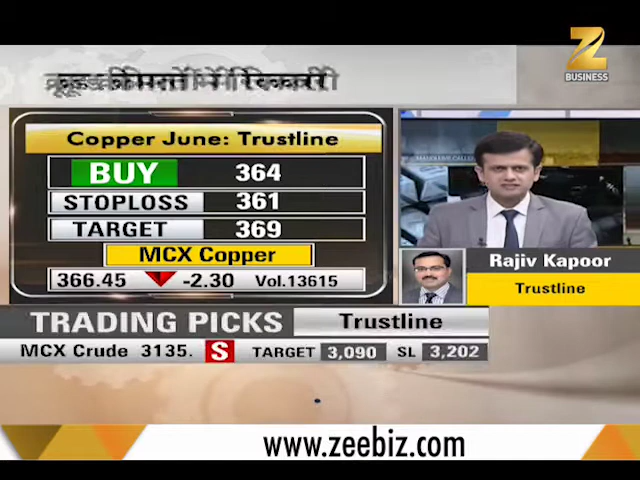 Z
BUSINESS
Copper June: Trustline
BUY 364
STOPLOSS 361
TARGET 369
MCX Copper
366.45 -2.30 Vol.13615
Rajiv Kapoor
Trustline
TRADING PICKS Trustline
MCX Crude 3135. S TARGET 3,090 SL 3,202
www.zeebiz.com